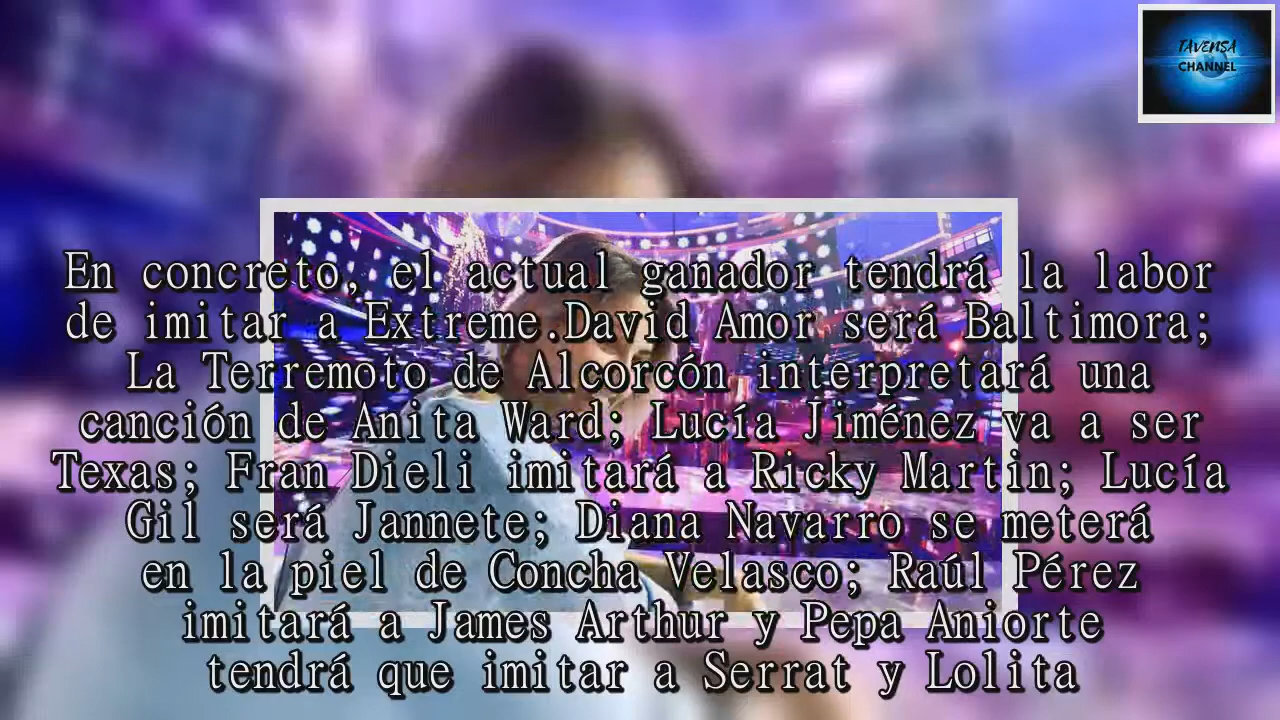 TAVENSA
CHANNEL
En concreto, el actual ganador tendrá la labor
de imitar a Extreme.David Amor será Baltimora;
La Terremoto de Alcorcón interpretará una
canción de Anita Ward; Lucía Jiménez va a ser
Texas; Fran Dieli imitará a Ricky Martin; Lucía
Gil será Jannete; Diana Navarro se meterá
en la piel de Concha Velasco; Raúl Pérez
imitará a James Arthur y Pepa Aniorte
tendrá que imitar a Serrat y Lolita